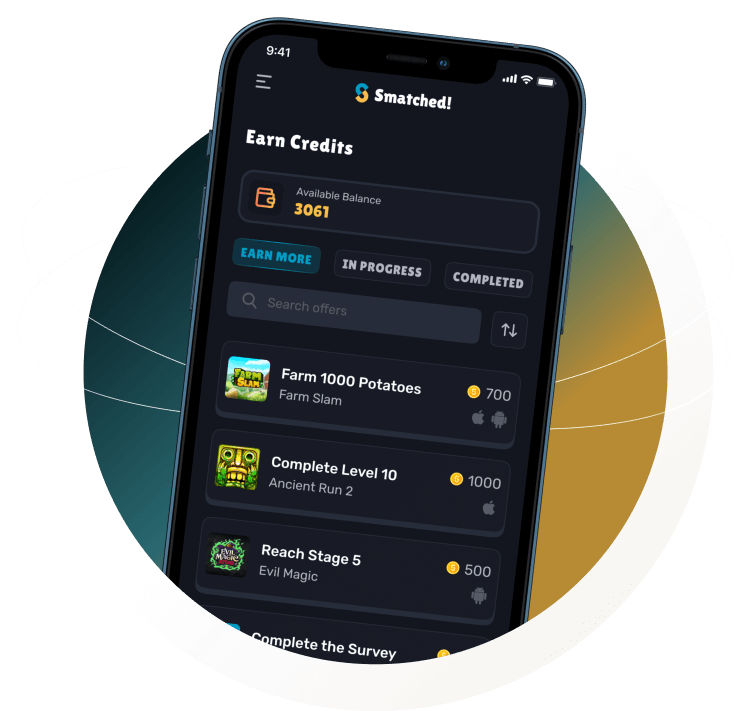 9:41
Smatched!
Earn Credits
Available Balance
3061
EARN MORE
IN PROGRESS
COMPLETED
Search offers
FARM
SLAM
Farm 1000 Potatoes
700
Farm Slam
Complete Level 10
1000
Ancient Run 2
EVIL
MAGIC
Reach Stage 5
500
Evil Magic
Complete the Survey